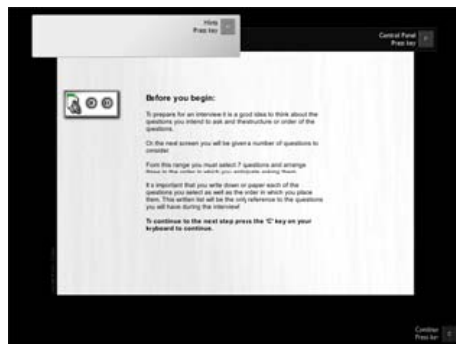 Hints
Press key
Control Panel
Press key
Before you begin:
To prepare for an interview it is a good idea to think about the
questions you intend to ask and thestructure or order of the
questions.
On the next screen you will be given a number of questions to
consider.
From this range you must select 7 questions and arrange
these in the order in which you anticipate asking them.
It s important that you write down or paper each of the
questions you select as well as the order in which you place
them. This written list will be the only reference to the questions
you will have during the interview!
To continue to the next step press the 'C' key on your
keyboard to continue.
Continue
Press key